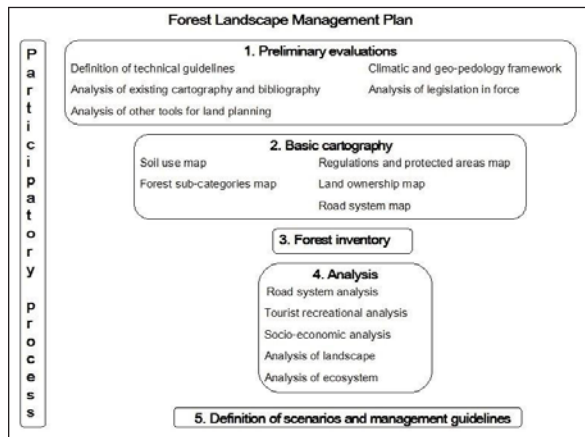 Forest Landscape Management Plan
Participatory process
1. Preliminary evaluations
Definition of technical guidelines
Climatic and geo-pedology framework
Analysis of existing cartography and bibliography
Analysis of legislation in force
Analysis of other tools for land planning
2. Basic cartography
Soil use map
Regulations and protected areas map
Forest sub-categories map
Land ownership map
Road system map
3. Forest inventory
4. Analysis
Road system analysis
Tourist recreational analysis
Socio-economic analysis
Analysis of landscape
Analysis of ecosystem
5. Definition of scenarios and management guidelines